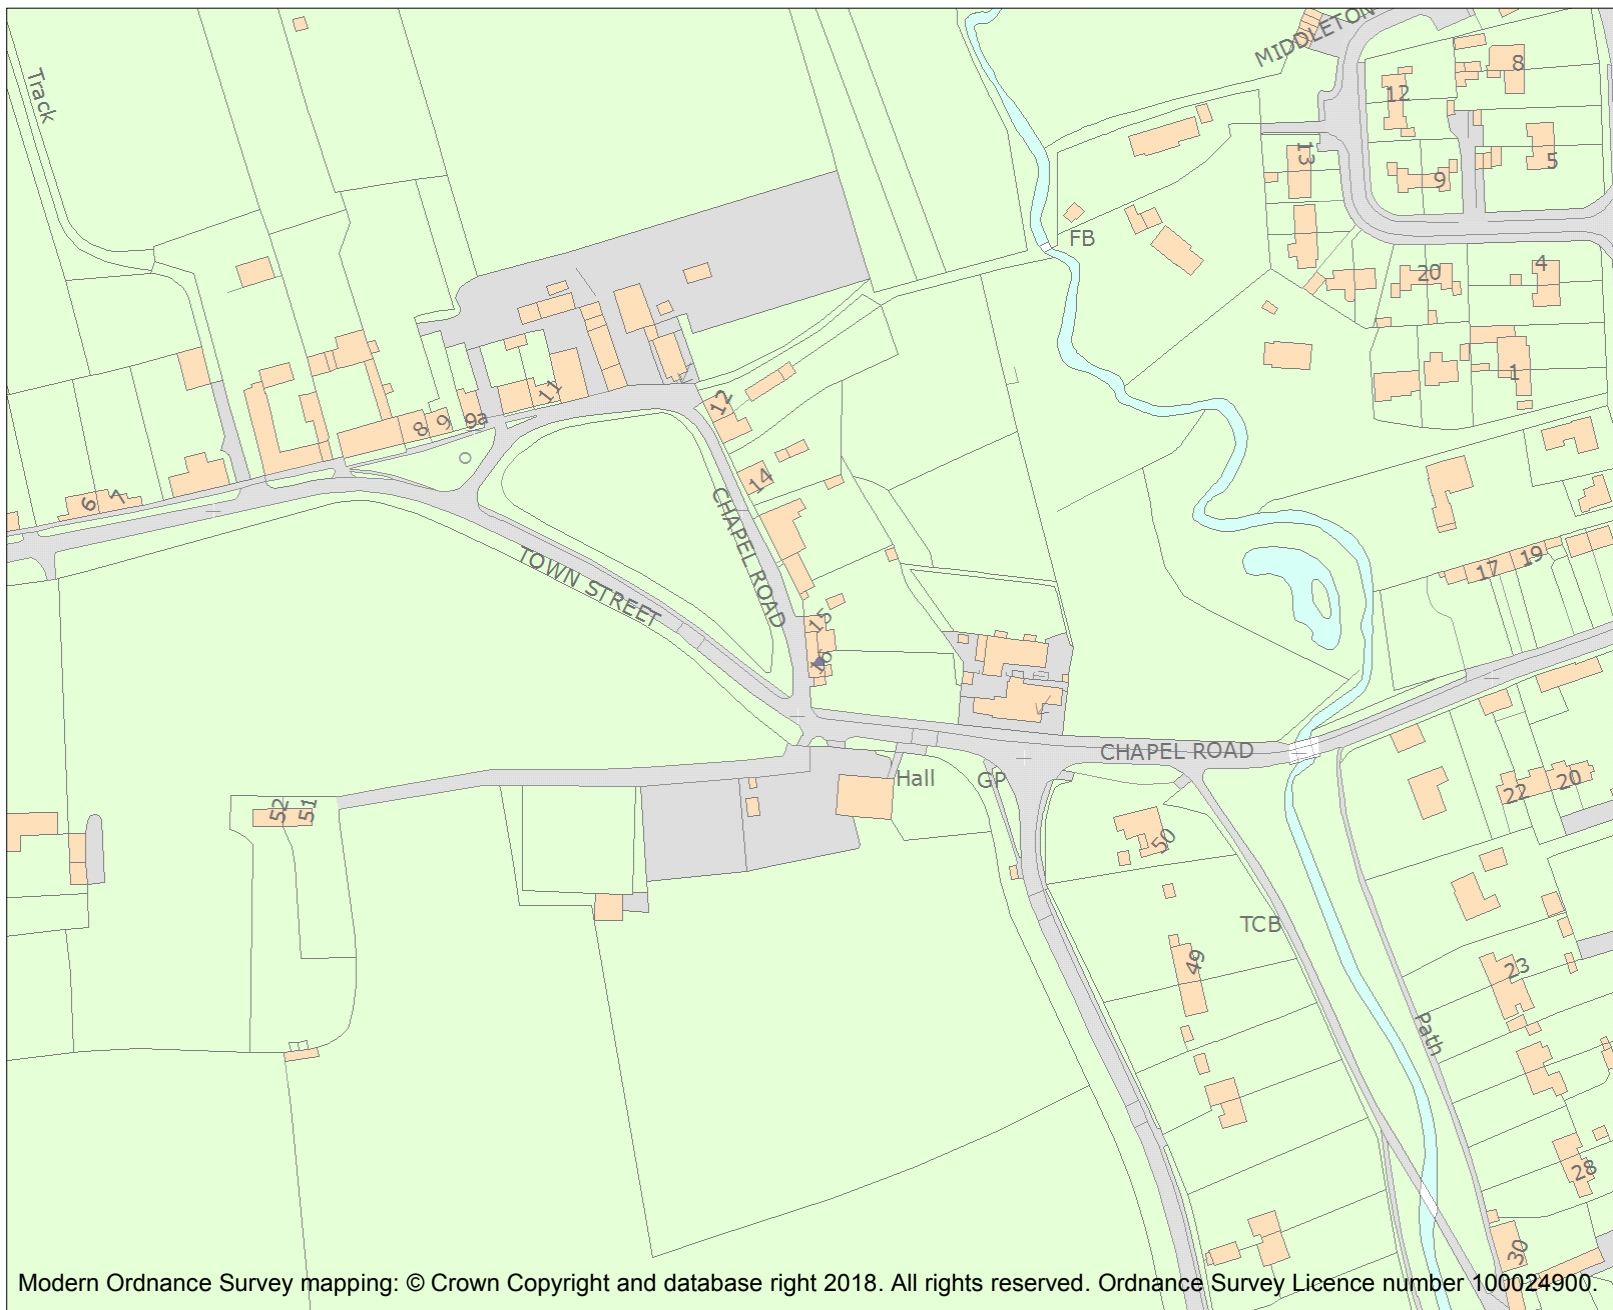 MIDDLETON
Track
8
12
5
13
9
FB
20
4
1
12
11
8
9
9a
14
6
7
CHAPEL ROAD
TOWN STREET
19
17
15
16
CHAPEL ROAD
Hall
GP
22
20
52
51
50
TCB
49
23
Path
28
30
Modern Ordnance Survey mapping: © Crown Copyright and database right 2018. All rights reserved. Ordnance Survey Licence number 100024900.